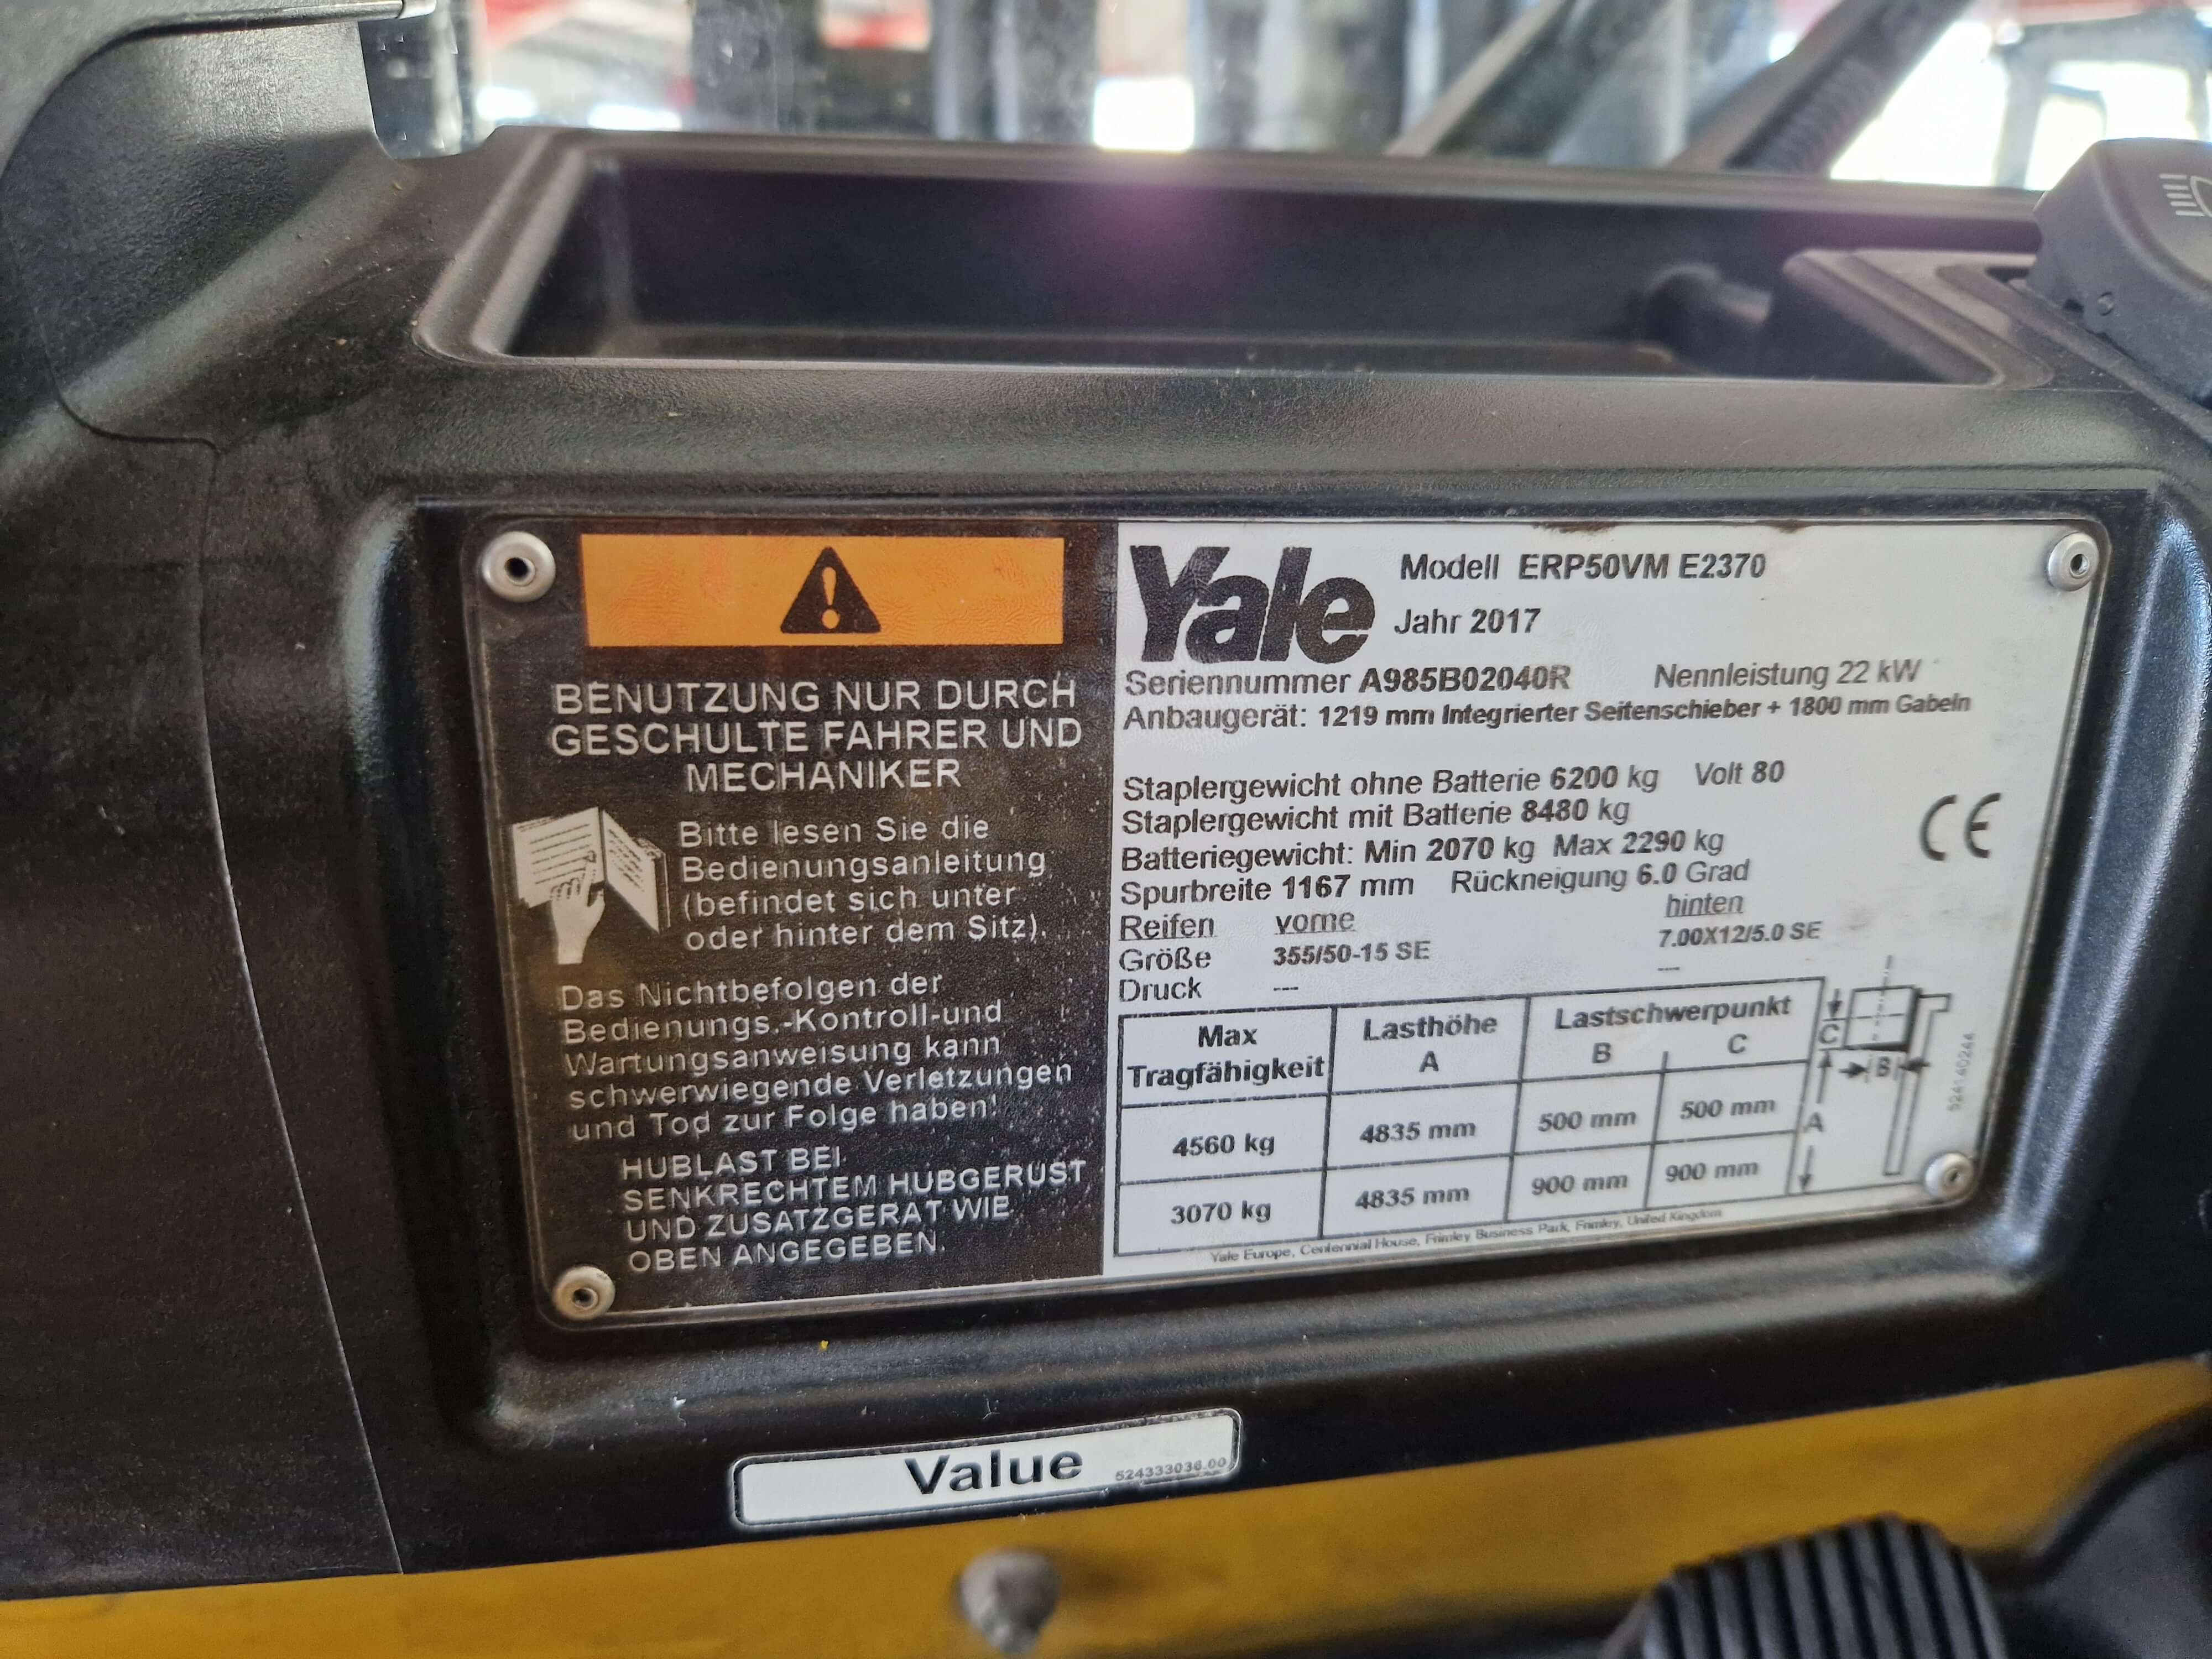 BENUTZUNG NUR DURCH
GESCHULTE FAHRER UND
MECHANIKER
Bitte lesen Sie die
Bedienungsanleitung
(befindet sich unter
oder hinter dem Sitz).
Das Nichtbefolgen der
Bedienungs.-Kontroll-und
Wartungsanweisung kann
schwerwiegende Verletzungen
und Tod zur Folge haben!
HUBLAST BEI
SENKRECHTEM HUBGERÜST
UND ZUSATZGERÄT WIE
OBEN ANGEGEBEN.
Yale
Modell ERP50VM E2370
Jahr 2017
Seriennummer A985B02040R Nennleistung 22 kW
Anbaugerät: 1219 mm Integrierter Seitenschieber + 1800 mm Gabeln
Staplergewicht ohne Batterie 6200 kg Volt 80
Staplergewicht mit Batterie 8480 kg
Batteriegewicht: Min 2070 kg Max 2290 kg
Spurbreite 1167 mm Rückneigung 6.0 Grad
Reifen vorne hinten
Größe 355/50-15 SE 7.00X12/5.0 SE
Druck --- ---
CE
Max Tragfähigkeit Lasthöhe A Lastschwerpunkt B C
4560 kg 4835 mm 500 mm 500 mm
3070 kg 4835 mm 900 mm 900 mm
C
B
A
524140244
Yale Europe, Centennial House, Frimley Business Park, Frimley, United Kingdom
Value 524333036.00